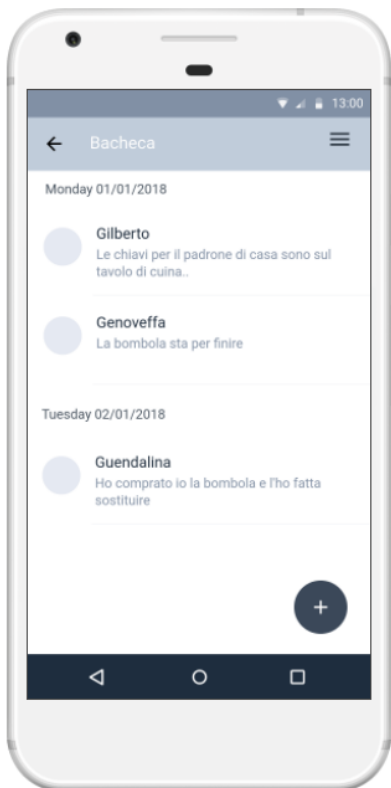 13:00
Bacheca
Monday 01/01/2018
Gilberto
Le chiavi per il padrone di casa sono sul
tavolo di cuina..
Genoveffa
La bombola sta per finire
Tuesday 02/01/2018
Guendalina
Ho comprato io la bombola e l'ho fatta
sostituire
+